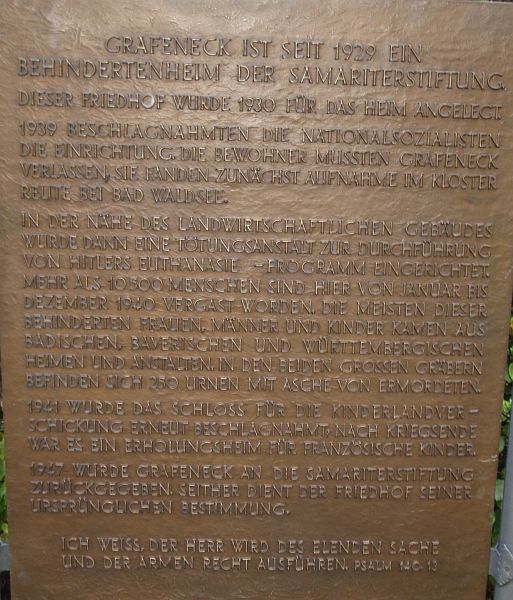 GRAFENECK IST SEIT 1929 EIN
BEHINDERTENHEIM DER SAMARITERSTIFTUNG.
DIESER FRIEDHOF WURDE 1930 FÜR DAS HEIM ANGELEGT.
1939 BESCHLAGNAHMTEN DIE NATIONALSOZIALISTEN
DIE EINRICHTUNG. DIE BEWOHNER MUSSTEN GRAFENECK
VERLASSEN, SIE FANDEN ZUNÄCHST AUFNAHME IM KLOSTER
REUTE BEI BAD WALDSEE.
IN DER NÄHE DES LANDWIRTSCHAFTLICHEN GEBÄUDES
WURDE DANN EINE TÖTUNGSANSTALT ZUR DURCHFÜHRUNG
VON HITLERS EUTHANASIE - PROGRAMM EINGERICHTET.
MEHR ALS 10500 MENSCHEN SIND HIER VON JANUAR BIS
DEZEMBER 1940 VERGAST WORDEN. DIE MEISTEN DIESER
BEHINDERTEN FRAUEN, MÄNNER UND KINDER KAMEN AUS
BADISCHEN, BAYERISCHEN UND WÜRTTEMBERGISCHEN
HEIMEN UND ANSTALTEN. IN DEN BEIDEN GROSSEN GRÄBERN
BEFINDEN SICH 250 URNEN MIT ASCHE VON ERMORDETEN.
1941 WURDE DAS SCHLOSS FÜR DIE KINDERLANDVER-
SCHICKUNG ERNEUT BESCHLAGNAHMT, NACH KRIEGSENDE
WAR ES EIN ERHOLUNGSHEIM FÜR FRANZÖSISCHE KINDER.
1947 WURDE GRAFENECK AN DIE SAMARITERSTIFTUNG
ZURÜCKGEGEBEN. SEITHER DIENT DER FRIEDHOF SEINER
URSPRÜNGLICHEN BESTIMMUNG.
ICH WEISS, DER HERR WIRD DES ELENDEN SACHE
UND DER ARMEN RECHT AUSFÜHREN. PSALM 140, 13